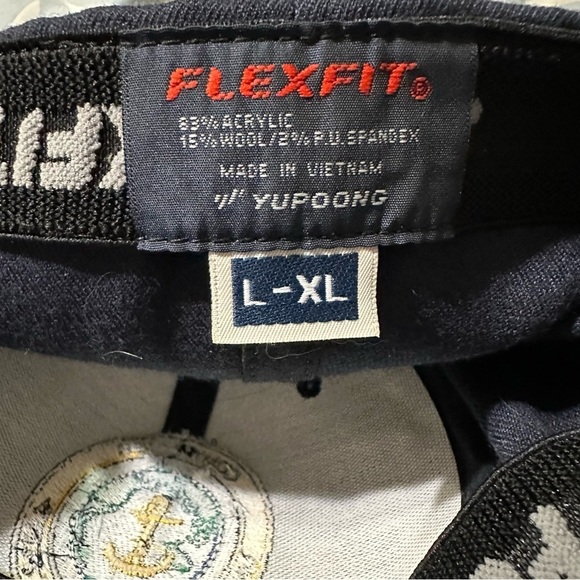 FLEXFIT®
83% ACRYLIC
15% WOOL/2% P.U.SPANDEX
MADE IN VIETNAM
YUPOONG
L-XL